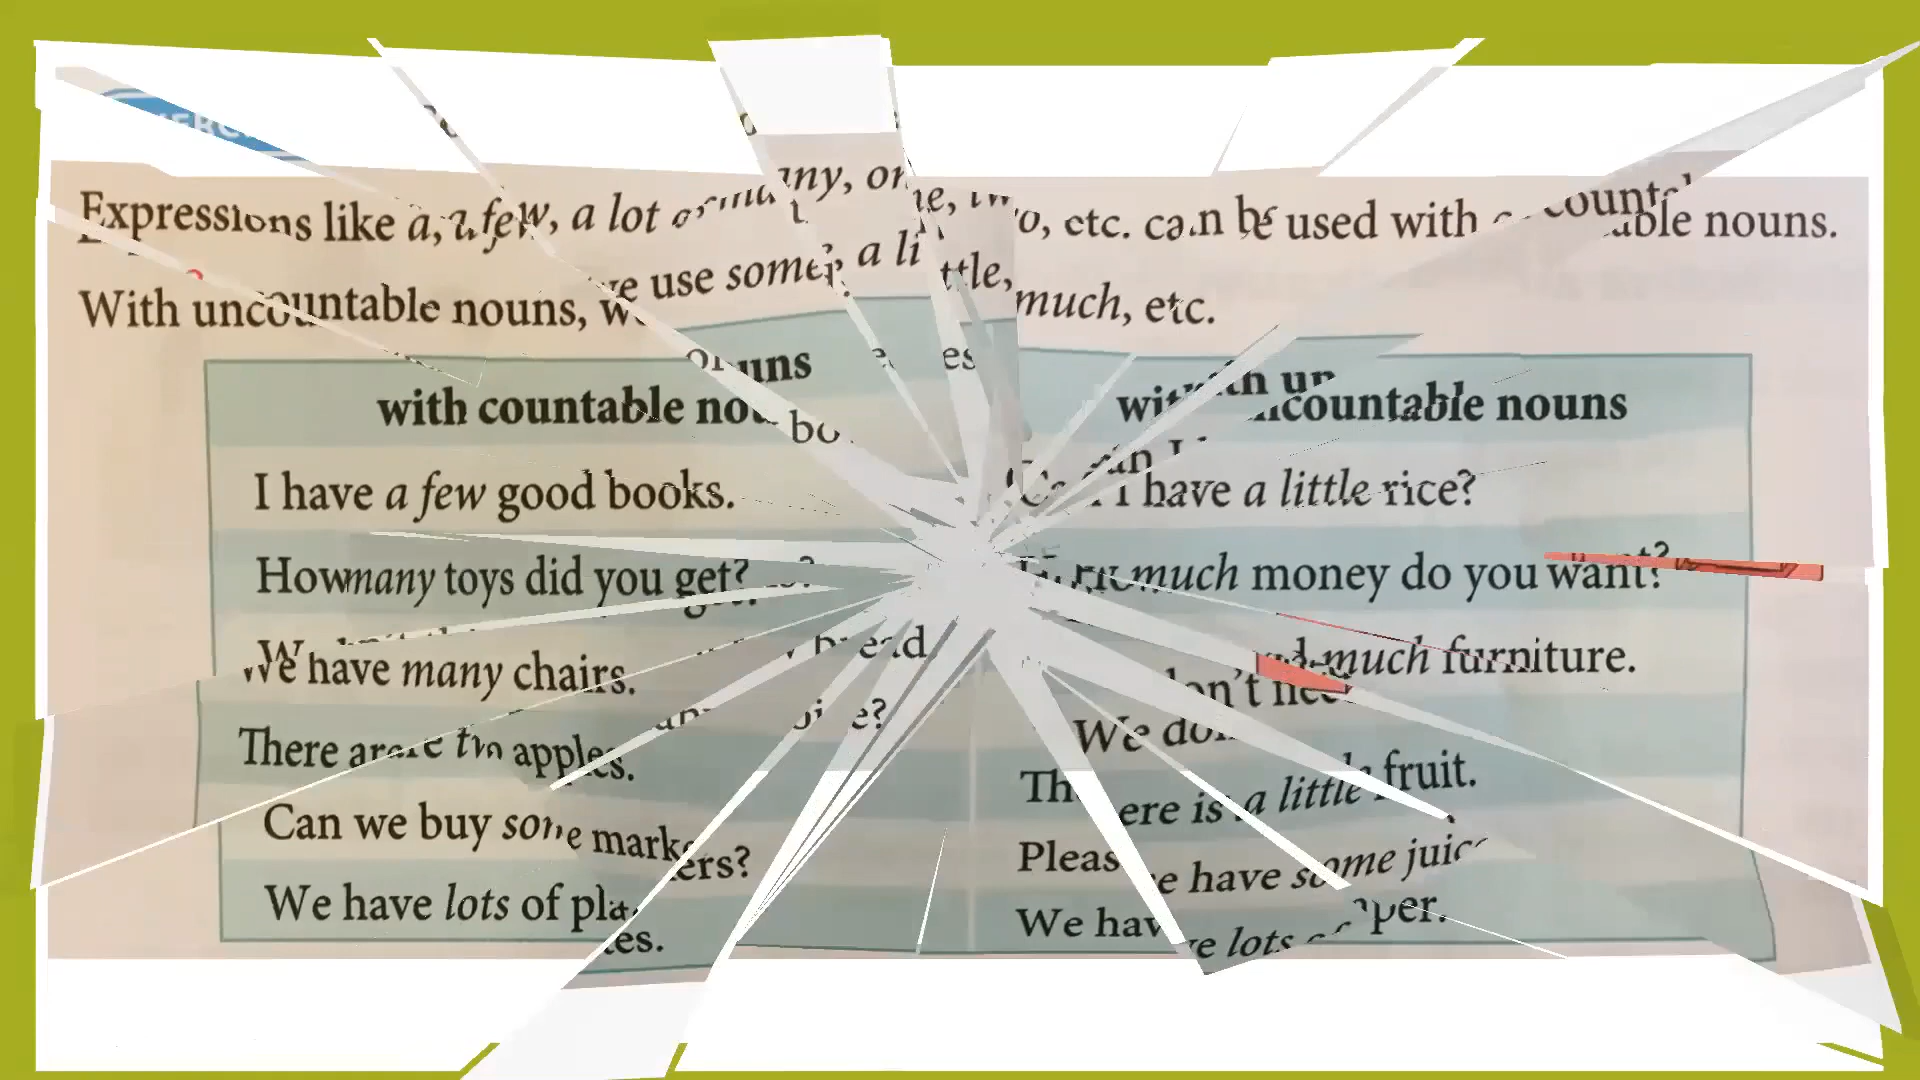 Expressions like a, a few, a lot of, many, one, two, etc. can be used with countable nouns.
With uncountable nouns, we use some, a little, much, etc.
with countable nouns
with uncountable nouns
I have a few good books.
Can I have a little rice?
How many toys did you get?
How much money do you want?
We have many chairs.
We don't need much furniture.
There are apples.
There is a little fruit.
Can we buy some markers?
Please have some juice
We have lots of plates.
We have lots paper.